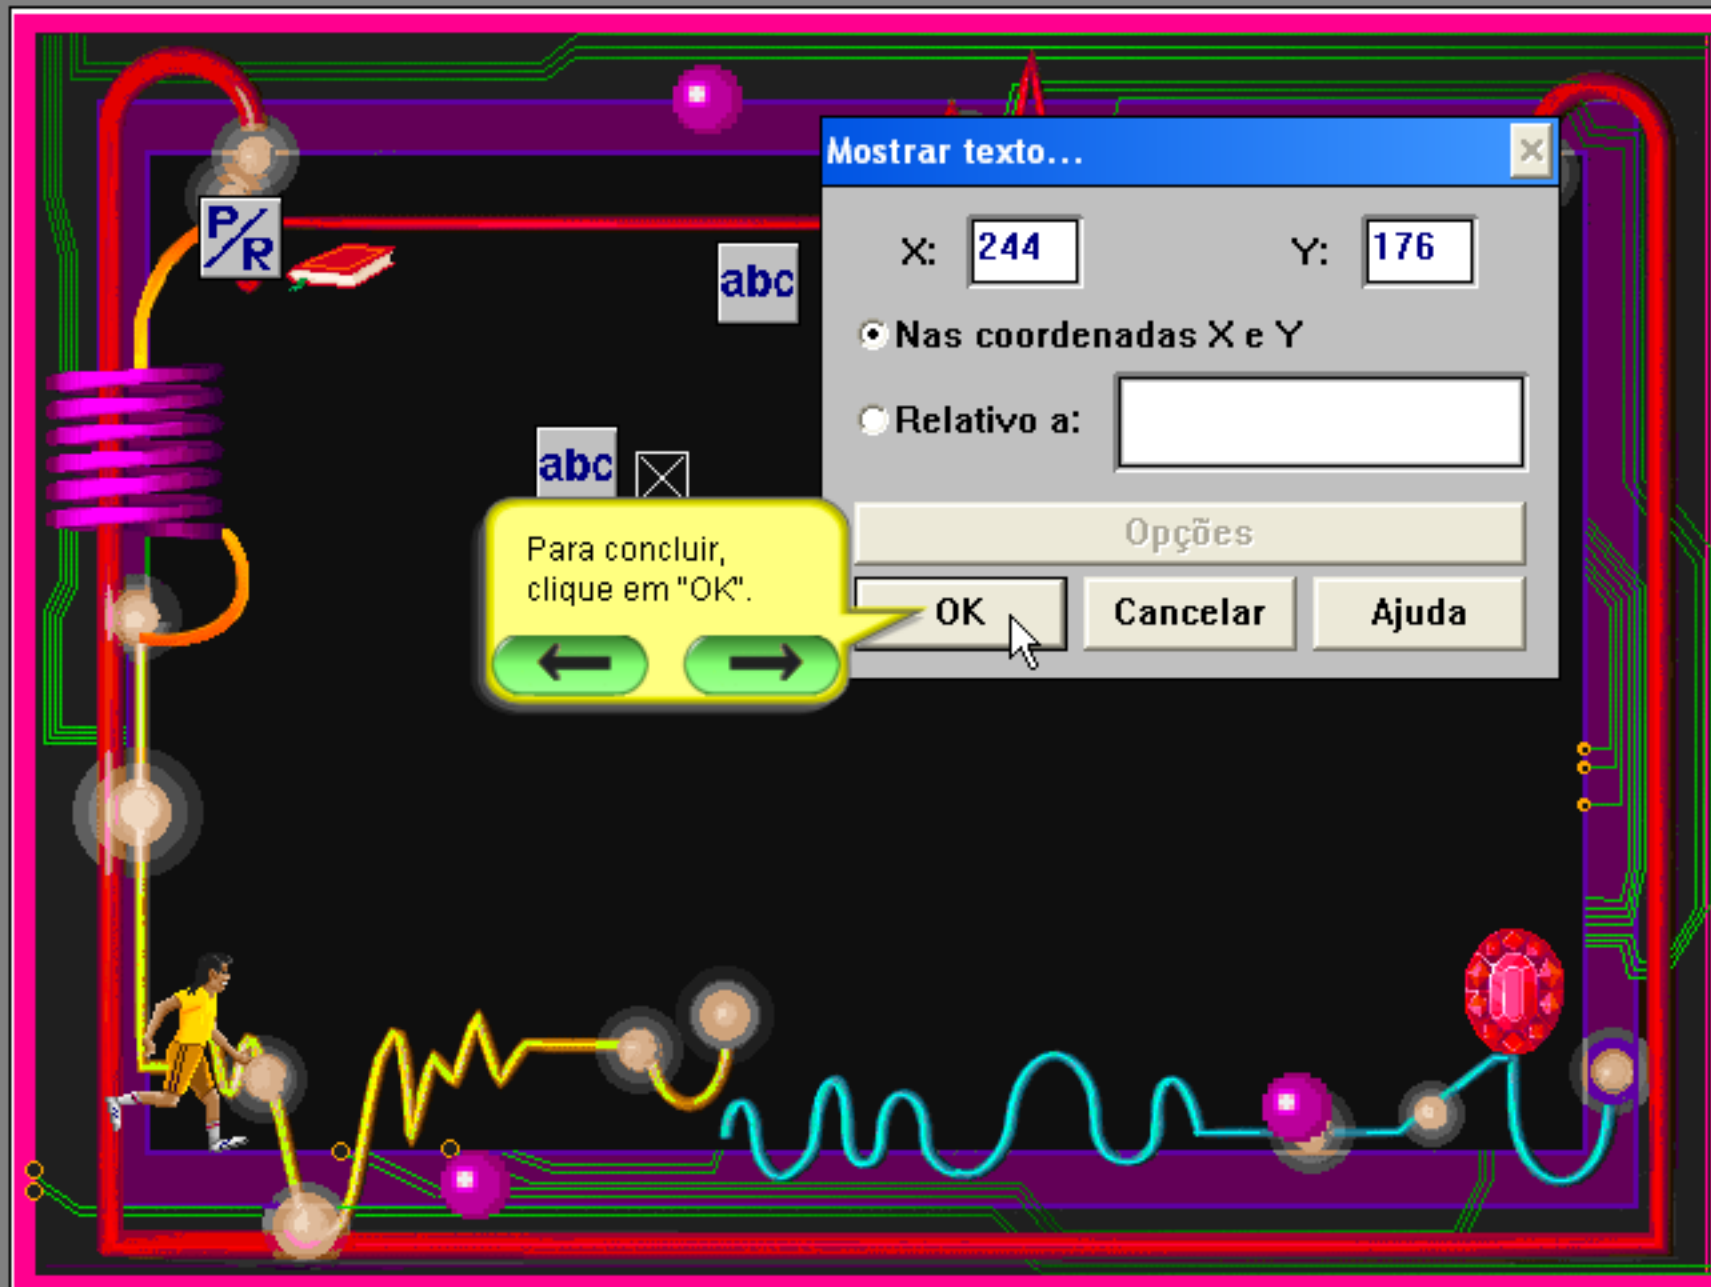 Mostrar texto...
P/R
X: 244
Y: 176
abc
Nas coordenadas X e Y
Relativo a:
abc
Opções
Para concluir,
clique em "OK".
OK
Cancelar
Ajuda